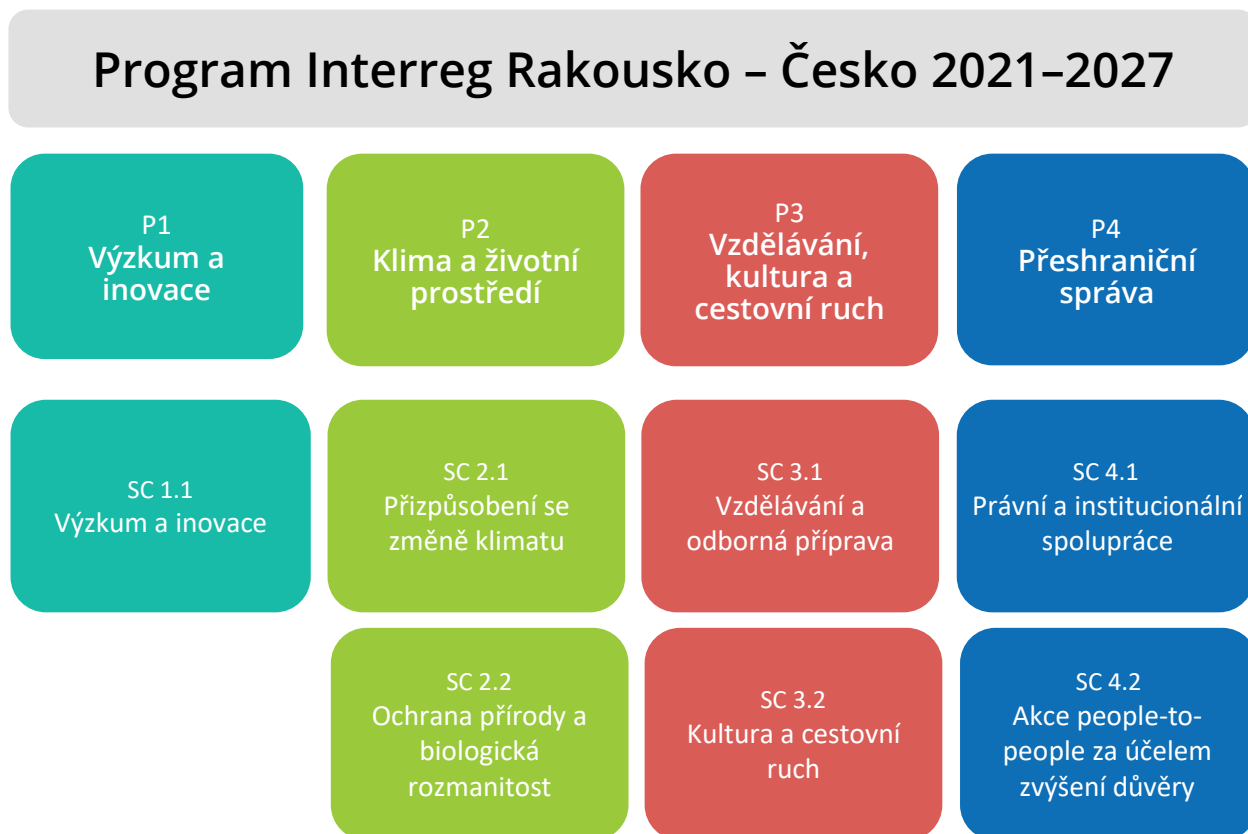 Program Interreg Rakousko – Česko 2021–2027
P1
Výzkum a
inovace
P2
Klima a životní
prostředí
P3
Vzdělávání,
kultura a
cestovní ruch
P4
Přeshraniční
správa
SC 1.1
Výzkum a inovace
SC 2.1
Přizpůsobení se
změně klimatu
SC 3.1
Vzdělávání a
odborná příprava
SC 4.1
Právní a institucionální
spolupráce
SC 2.2
Ochrana přírody a
biologická
rozmanitost
SC 3.2
Kultura a cestovní
ruch
SC 4.2
Akce people-to-
people za účelem
zvýšení důvěry